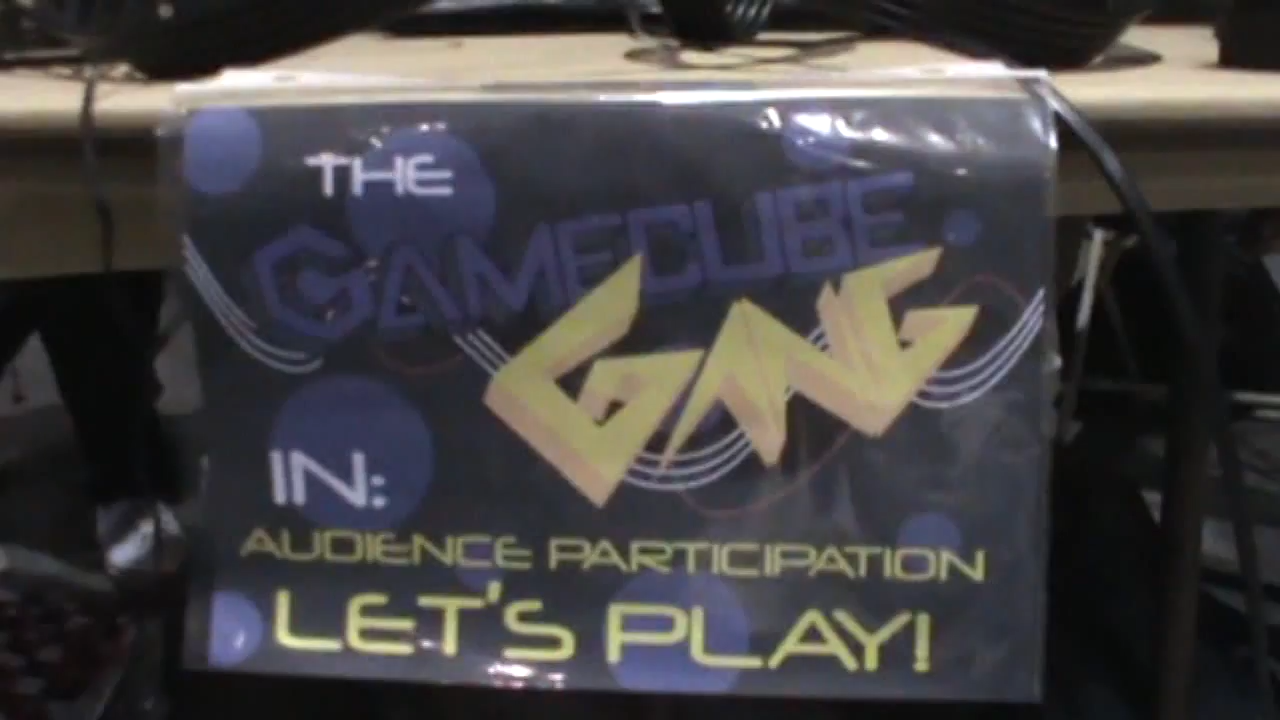 THE
GAMECUBE
GANG
IN:
AUDIENCE PARTICIPATION
LET'S PLAY!